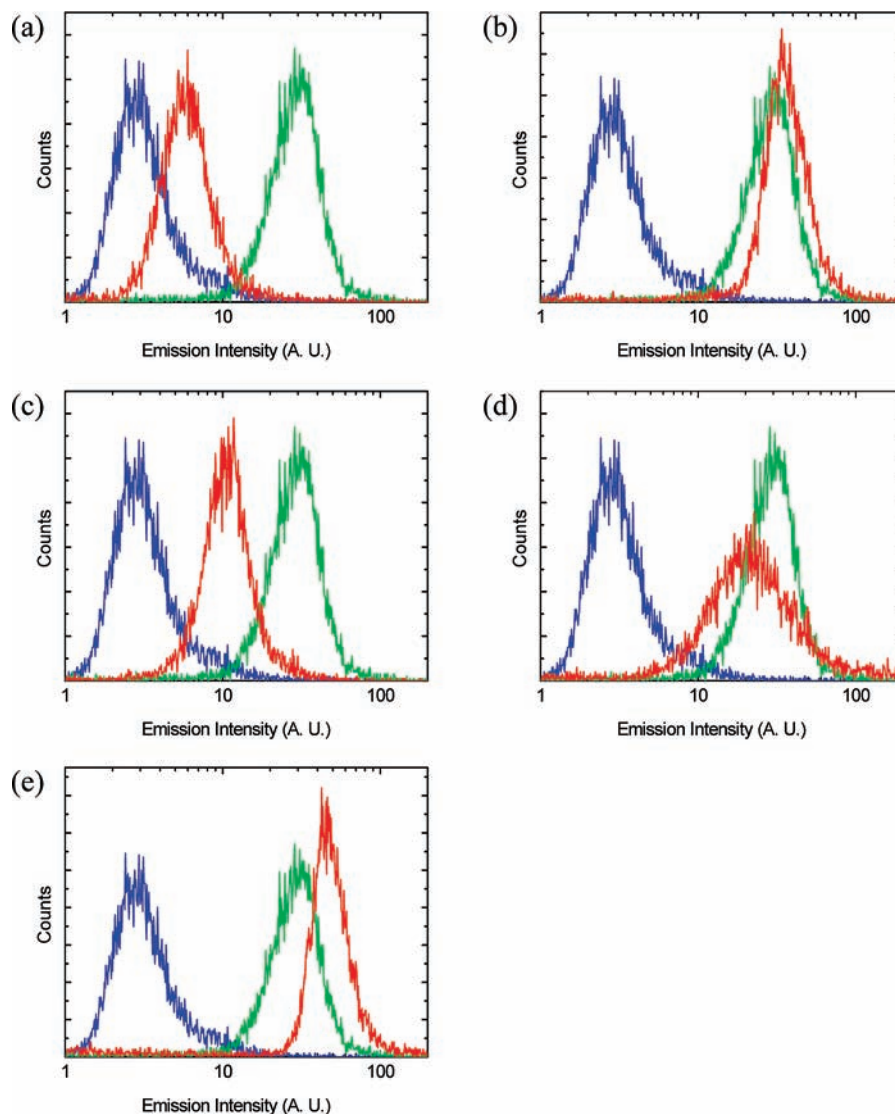 (a)
Counts
1 10 100
Emission Intensity (A. U.)
(b)
Counts
1 10 100
Emission Intensity (A. U.)
(c)
Counts
1 10 100
Emission Intensity (A. U.)
(d)
Counts
1 10 100
Emission Intensity (A. U.)
(e)
Counts
1 10 100
Emission Intensity (A. U.)